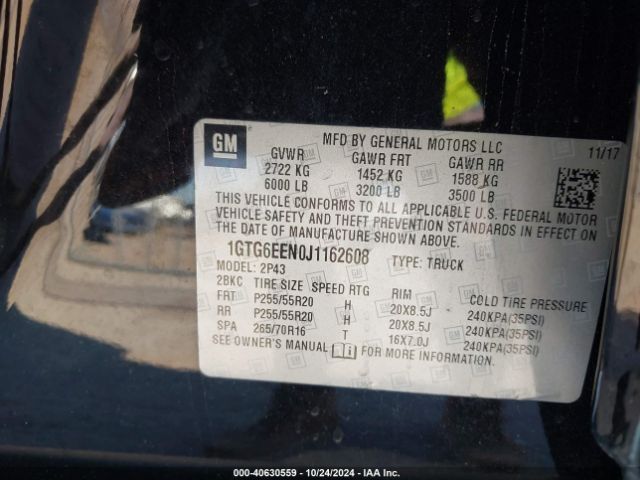 GM
MFD BY GENERAL MOTORS LLC 11/17
GVWR GAWR FRT GAWR RR
2722 KG 1452 KG 1588 KG
6000 LB 3200 LB 3500 LB
THIS VEHICLE CONFORMS TO ALL APPLICABLE U.S. FEDERAL MOTOR
VEHICLE SAFETY AND THEFT PREVENTION STANDARDS IN EFFECT ON
THE DATE OF MANUFACTURE SHOWN ABOVE.
1GTG6EEN0J1162608 TYPE: TRUCK
MODEL: 2P43
2BKC TIRE SIZE SPEED RTG RIM COLD TIRE PRESSURE
FRT P255/55R20 H 20X8.5J 240KPA(35PSI)
RR P255/55R20 H 20X8.5J 240KPA(35PSI)
SPA 265/70R16 T 16X7.0J 240KPA(35PSI)
SEE OWNER'S MANUAL i FOR MORE INFORMATION.
000-40630559 - 10/24/2024 - IAA Inc.